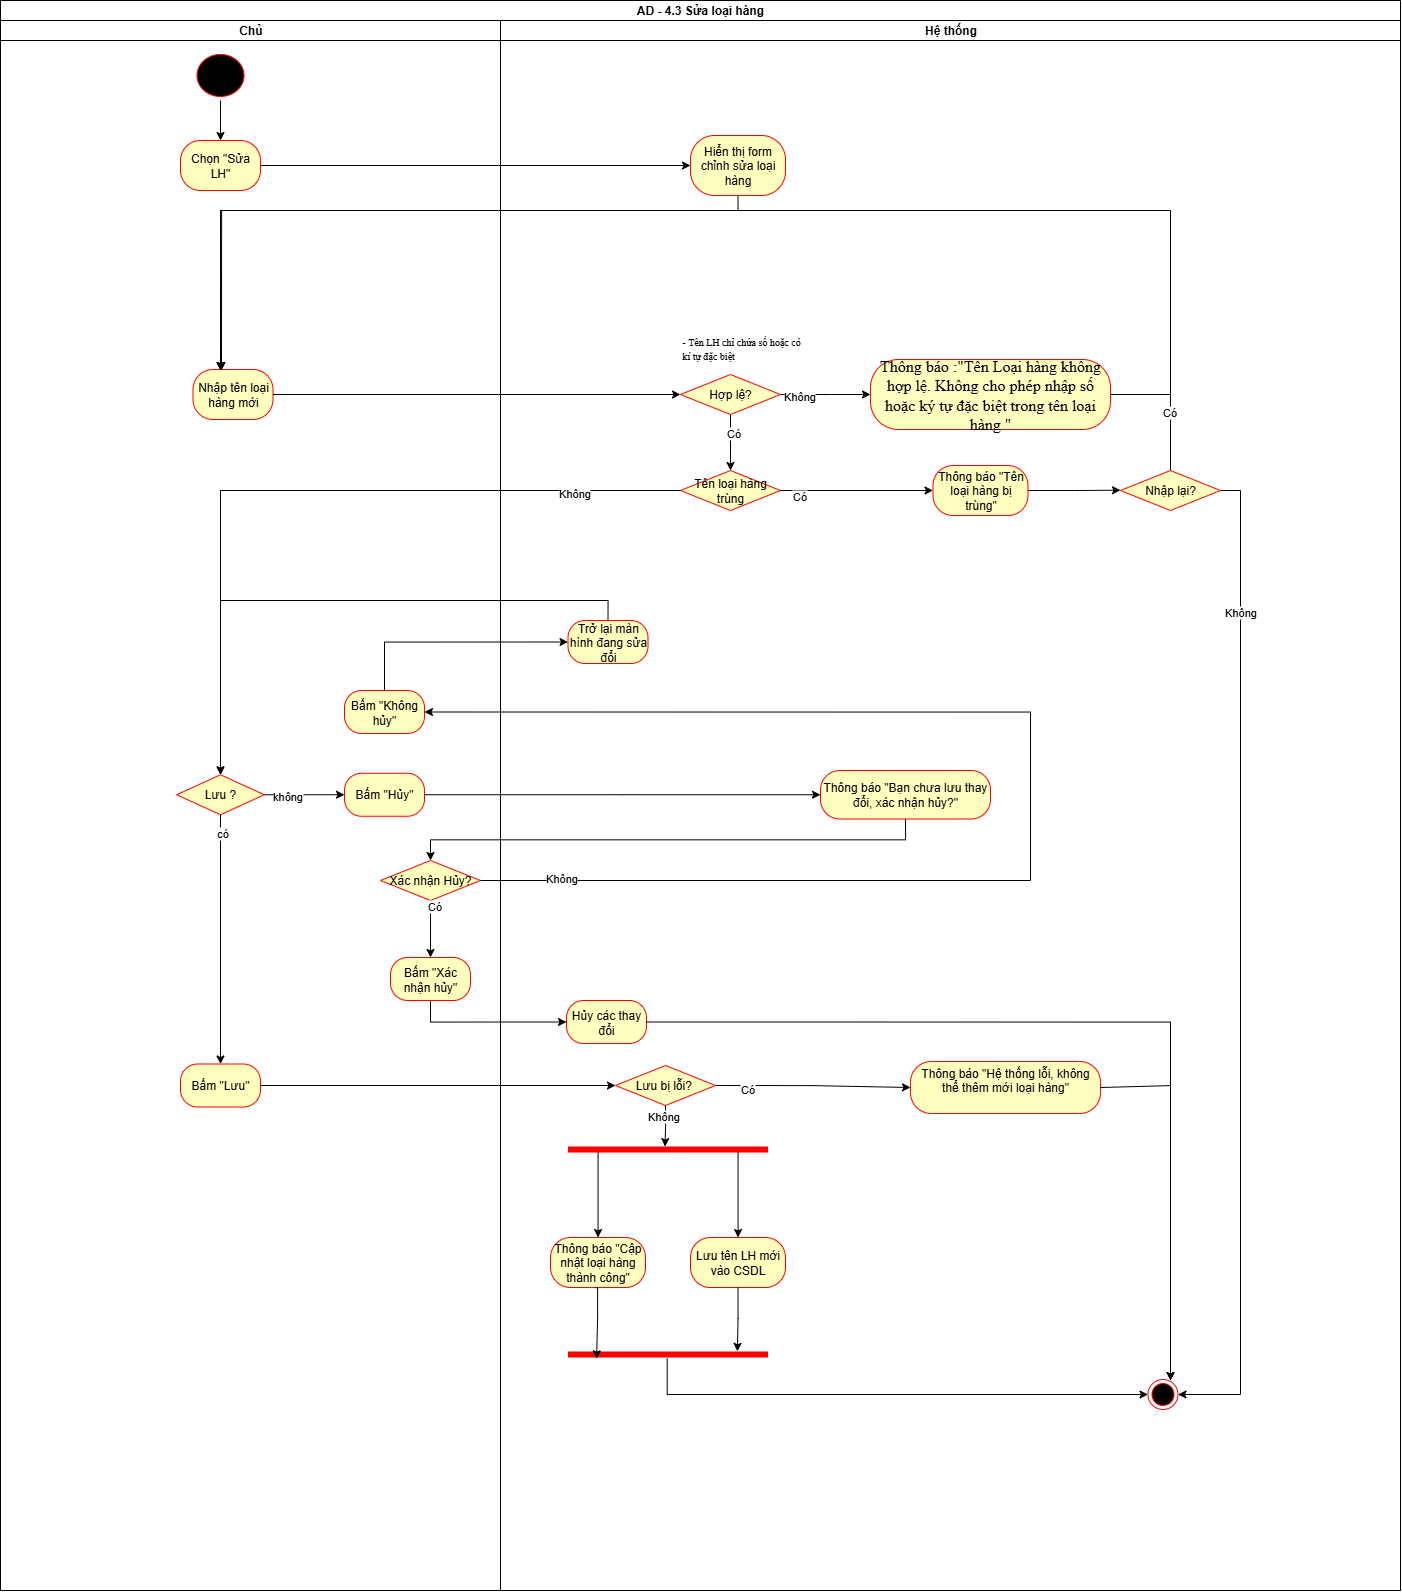 AD - 4.3 Sửa loại hàng
Chủ
Hệ thống
Chọn "Sửa
LH"
Hiển thị form
chỉnh sửa loại
hàng
- Tên LH chỉ chứa số hoặc có
kí tự đặc biệt
Nhập tên loại
hàng mới
Hợp lệ?
Không
Thông báo :"Tên Loại hàng không
hợp lệ. Không cho phép nhập số
hoặc ký tự đặc biệt trong tên loại
hàng "
Có
Có
Tên loại hàng
trùng
Không
Có
Thông báo "Tên
loại hàng bị
trùng"
Nhập lại?
Không
Trở lại màn
hình đang sửa
đổi
Bấm "Không
hủy"
Lưu ?
không
Bấm "Hủy"
Thông báo "Bạn chưa lưu thay
đổi, xác nhận hủy?"
có
Xác nhận Hủy?
Không
Có
Bấm "Xác
nhận hủy"
Hủy các thay
đổi
Bấm "Lưu"
Lưu bị lỗi?
Có
Thông báo "Hệ thống lỗi, không
thể thêm mới loại hàng"
Không
Thông báo "Cập
nhật loại hàng
thành công"
Lưu tên LH mới
vào CSDL